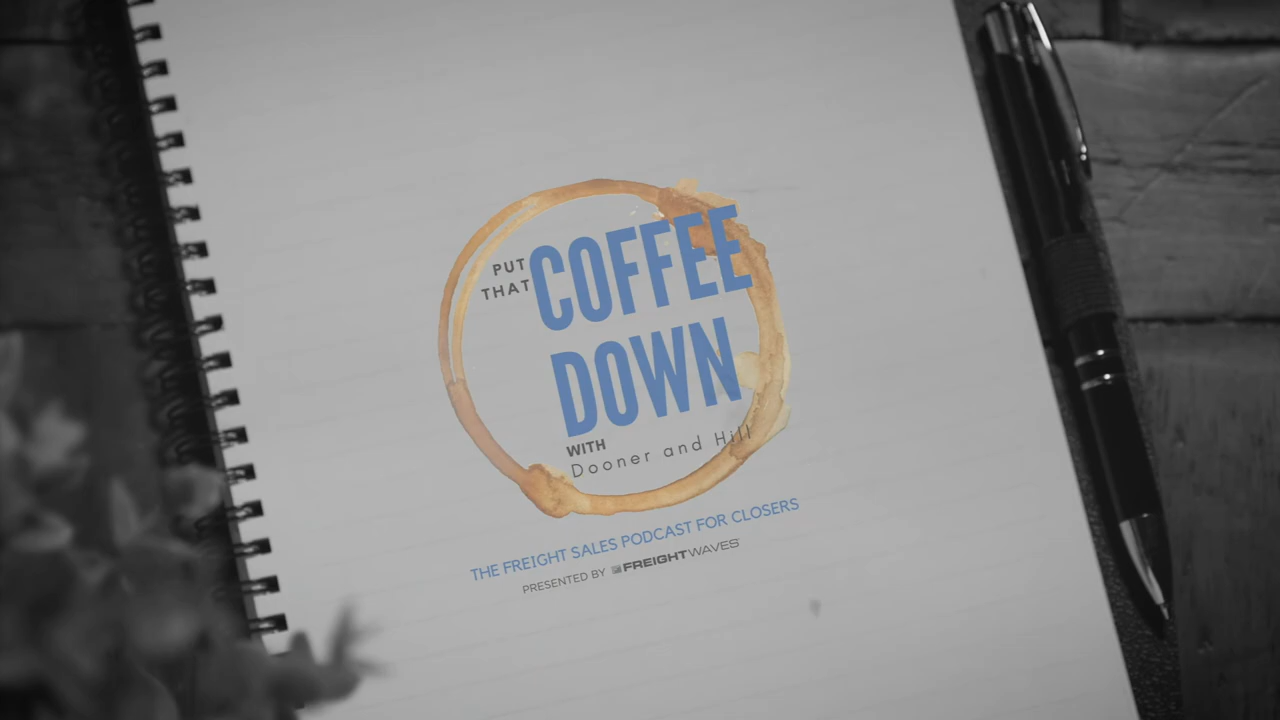 PUT
THAT
COFFEE
DOWN
WITH
Dooner and Hill
THE FREIGHT SALES PODCAST FOR CLOSERS
PRESENTED BY FREIGHTWAVES